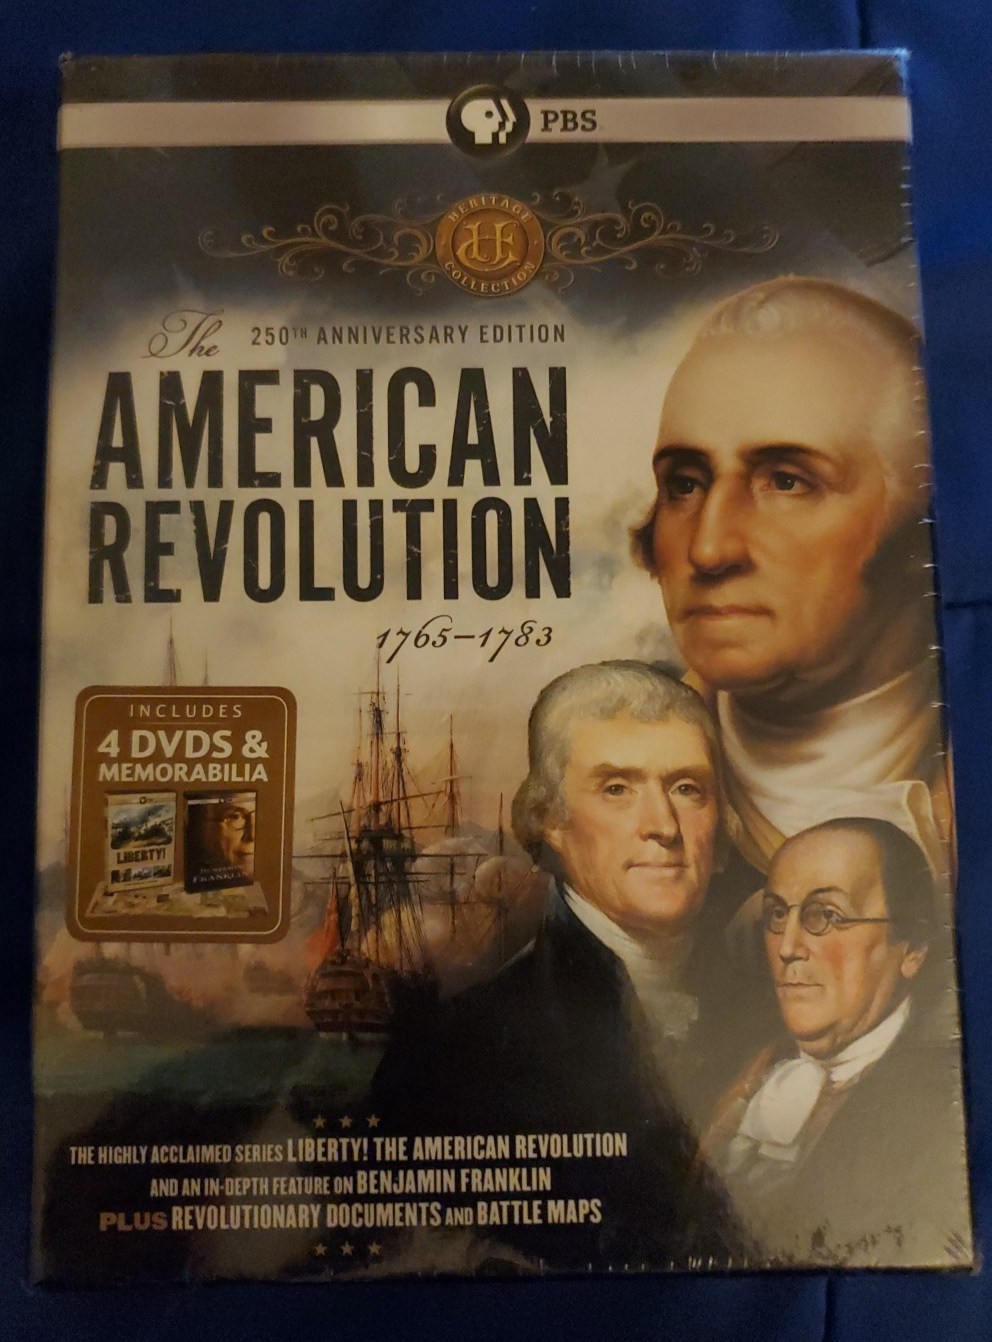 PBS
HERITAGE
HE
COLLECTION
The 250TH ANNIVERSARY EDITION
AMERICAN
REVOLUTION
1765–1783
INCLUDES
4 DVDS &
MEMORABILIA
LIBERTY!
FRANKLIN
★ ★ ★
THE HIGHLY ACCLAIMED SERIES LIBERTY! THE AMERICAN REVOLUTION
AND AN IN-DEPTH FEATURE ON BENJAMIN FRANKLIN
PLUS REVOLUTIONARY DOCUMENTS AND BATTLE MAPS
★ ★ ★